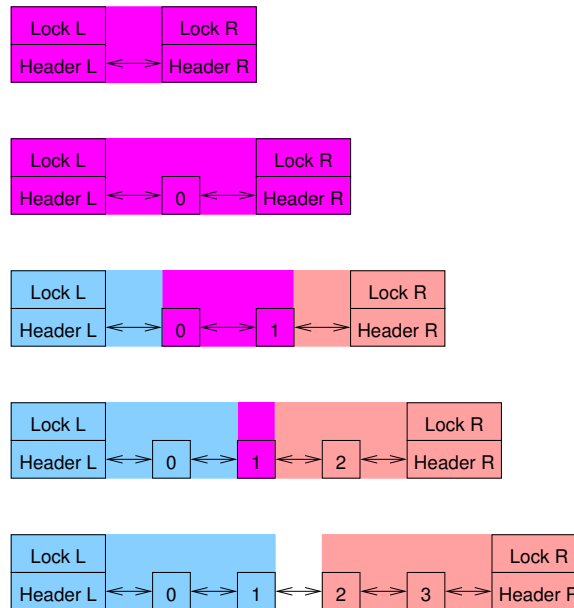 Lock L Lock R
Header L Header R
Lock L Lock R
Header L 0 Header R
Lock L Lock R
Header L 0 1 Header R
Lock L Lock R
Header L 0 1 2 Header R
Lock L Lock R
Header L 0 1 2 3 Header R